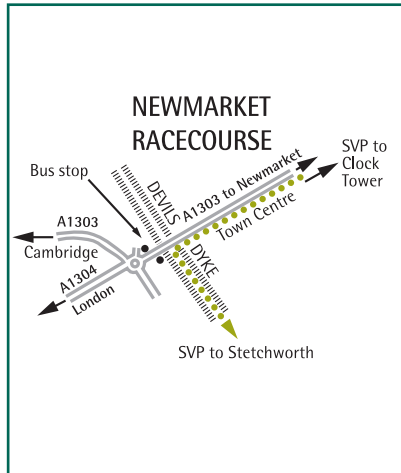 NEWMARKET
RACECOURSE
SVP to
Clock
Tower
Bus stop
DEVILS
A1303 to Newmarket
Town Centre
A1303
Cambridge
DYKE
A1304
London
SVP to Stetchworth